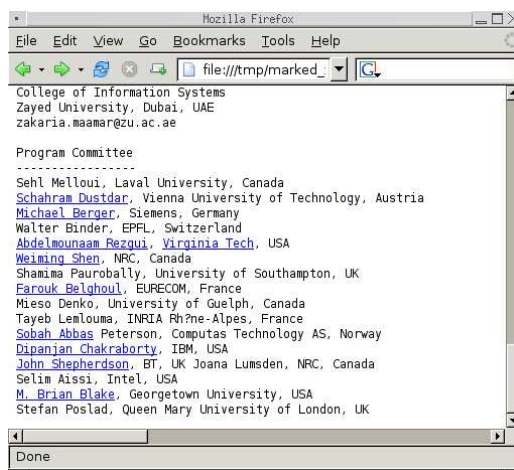 Mozilla Firefox
File Edit View Go Bookmarks Tools Help
file:///tmp/marked_ G
College of Information Systems
Zayed University, Dubai, UAE
zakaria.maamar@zu.ac.ae
Program Committee
-----------------
Sehl Melloui, Laval University, Canada
Schahram Dustdar, Vienna University of Technology, Austria
Michael Berger, Siemens, Germany
Walter Binder, EPFL, Switzerland
Abdelmounaam Rezgui, Virginia Tech, USA
Weiming Shen, NRC, Canada
Shamima Paurobally, University of Southampton, UK
Farouk Belghoul, EURECOM, France
Mieso Denko, University of Guelph, Canada
Tayeb Lemlouma, INRIA Rh?ne-Alpes, France
Sobah Abbas Peterson, Computas Technology AS, Norway
Dipanjan Chakraborty, IBM, USA
John Shepherdson, BT, UK Joana Lumsden, NRC, Canada
Selim Aissi, Intel, USA
M. Brian Blake, Georgetown University, USA
Stefan Poslad, Queen Mary University of London, UK
Done